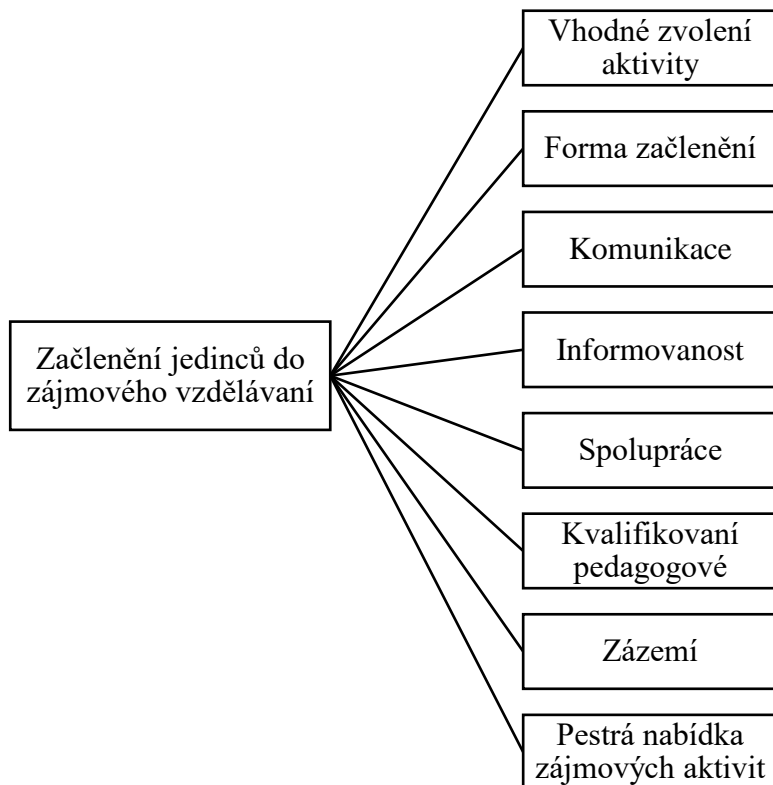 Vhodné zvolení
aktivity
Forma začlenění
Komunikace
Informovanost
Začlenění jedinců do
zájmového vzdělávaní
Spolupráce
Kvalifikovaní
pedagogové
Zázemí
Pestrá nabídka
zájmových aktivit